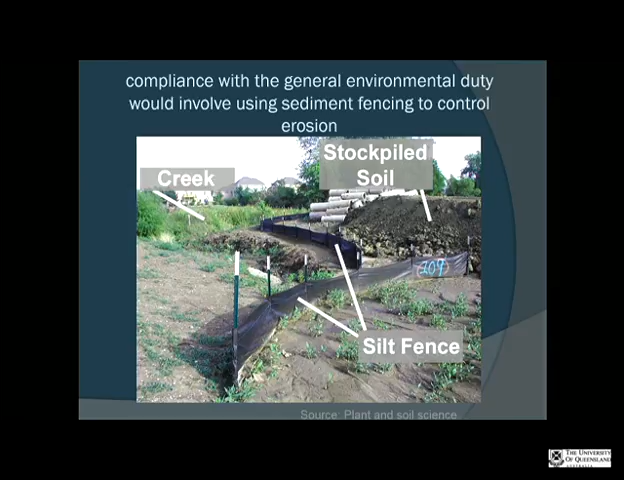 compliance with the general environmental duty
would involve using sediment fencing to control
erosion
Stockpiled
Soil
Creek
209
Silt Fence
Source: Plant and soil science
THE UNIVERSITY
OF QUEENSLAND
AUSTRALIA